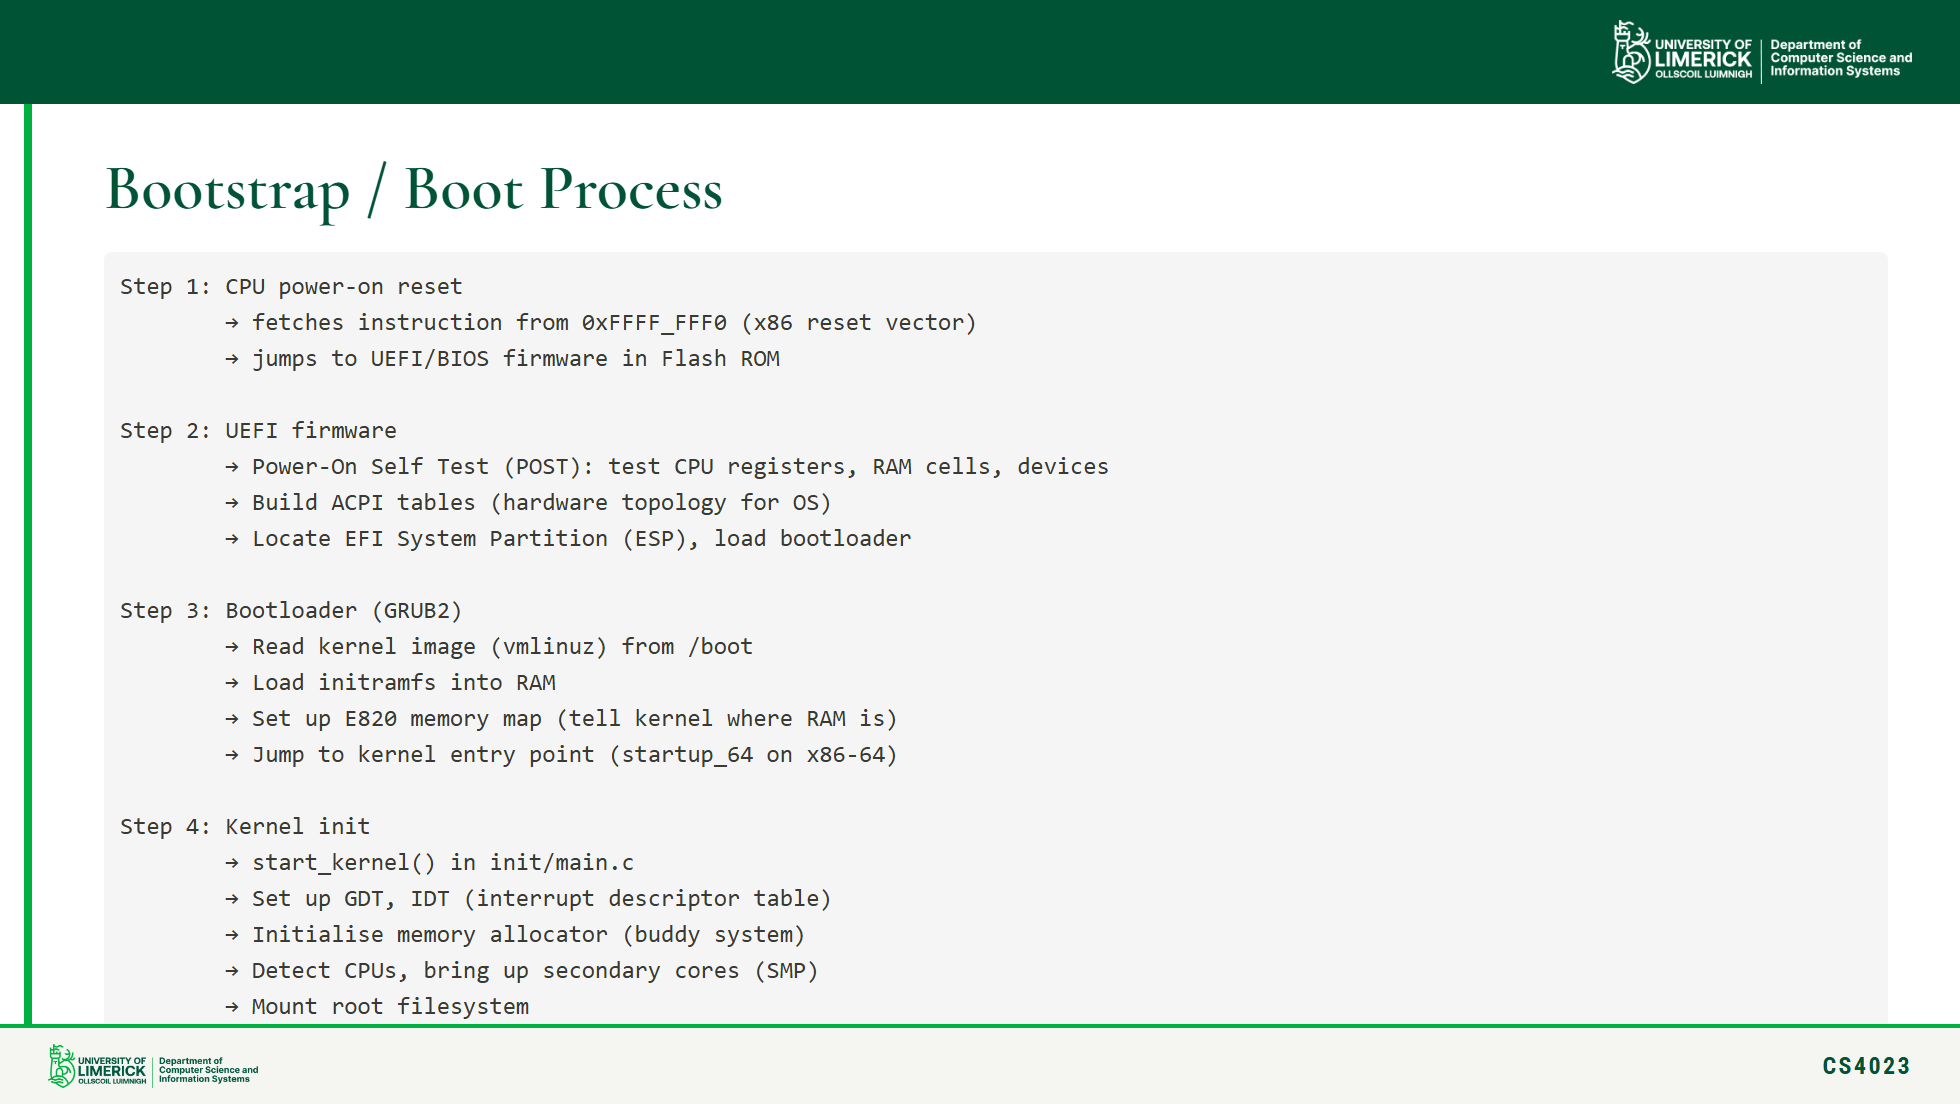 UNIVERSITY OF
LIMERICK
OLLSCOIL LUIMNIGH
Department of
Computer Science and
Information Systems
Bootstrap / Boot Process
Step 1: CPU power-on reset
→ fetches instruction from 0xFFFF_FFF0 (x86 reset vector)
→ jumps to UEFI/BIOS firmware in Flash ROM
Step 2: UEFI firmware
→ Power-On Self Test (POST): test CPU registers, RAM cells, devices
→ Build ACPI tables (hardware topology for OS)
→ Locate EFI System Partition (ESP), load bootloader
Step 3: Bootloader (GRUB2)
→ Read kernel image (vmlinuz) from /boot
→ Load initramfs into RAM
→ Set up E820 memory map (tell kernel where RAM is)
→ Jump to kernel entry point (startup_64 on x86-64)
Step 4: Kernel init
→ start_kernel() in init/main.c
→ Set up GDT, IDT (interrupt descriptor table)
→ Initialise memory allocator (buddy system)
→ Detect CPUs, bring up secondary cores (SMP)
→ Mount root filesystem
UNIVERSITY OF
LIMERICK
OLLSCOIL LUIMNIGH
Department of
Computer Science and
Information Systems
CS4023